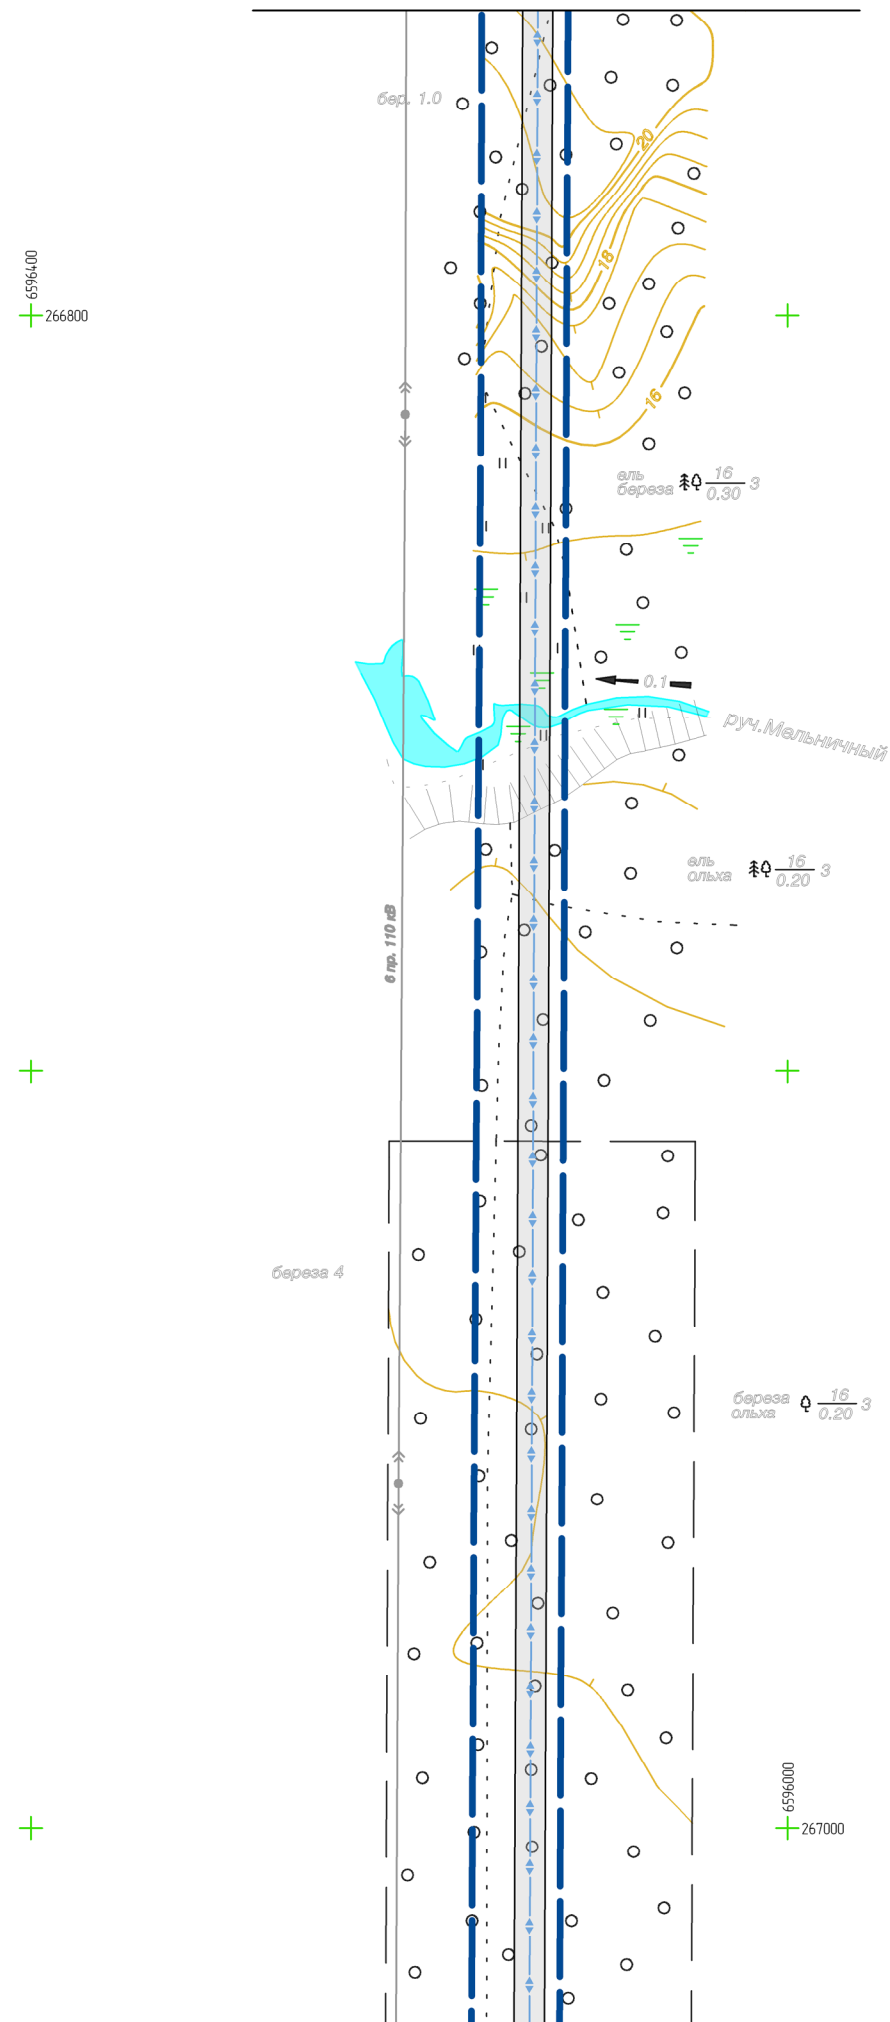 бер. 1.0
20
6596400
266800
18
16
ель
береза
16
0.30
3
0.1
руч.Мельничный
ель
ольха
16
0.20
3
6 пр. 110 кВ
береза 4
береза
ольха
16
0.20
3
6596000
267000